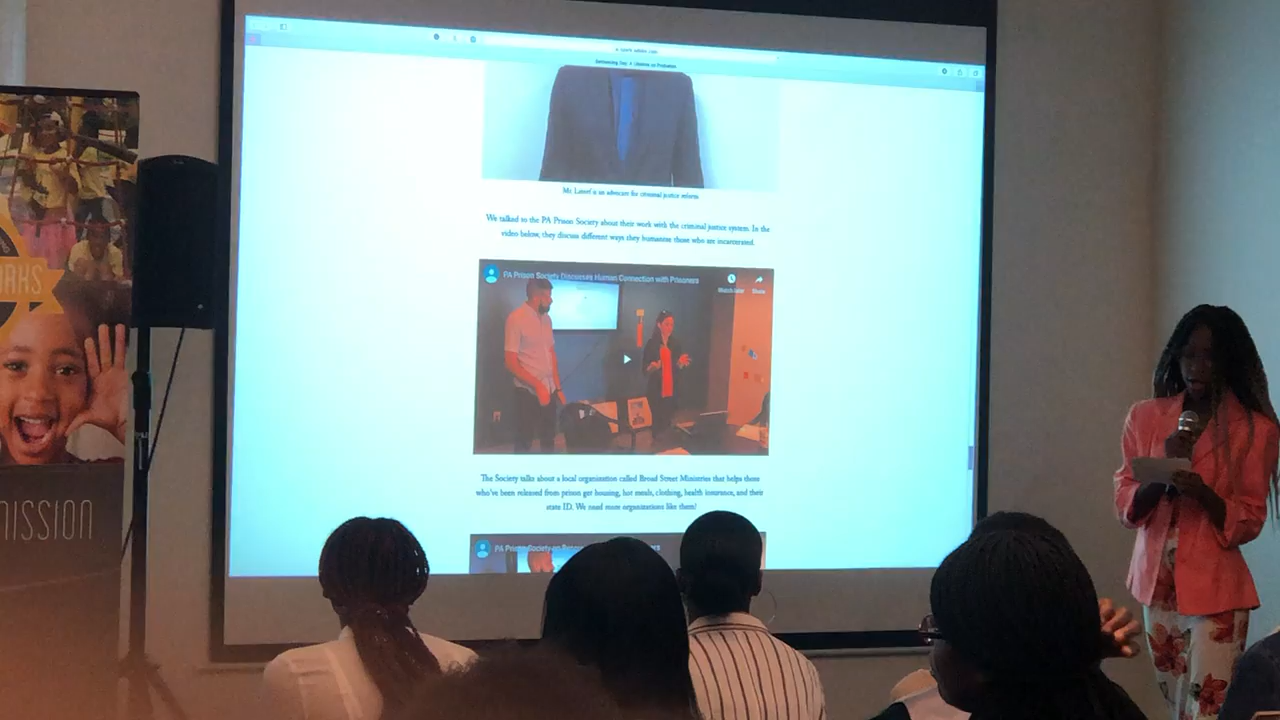 Mr. Lateef is an advocate for criminal justice reform
We talked to the PA Prison Society about their work with the criminal justice system. In the
video below, they discuss different ways they humanize those who are incarcerated.
PA Prison Society Discusses Human Connection with Prisoners
Watch later
Share
The Society talks about a local organization called Broad Street Ministries that helps those
who've been released from prison get housing, hot meals, clothing, health insurance, and their
state ID. We need more organizations like them!
PA Prison Society on